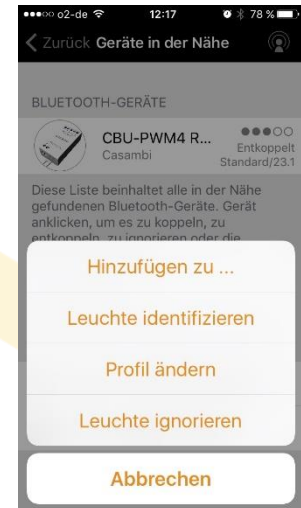 o2-de 12:17 78 %
Zurück Geräte in der Nähe
BLUETOOTH-GERÄTE
CBU-PWM4 R...
Casambi
Entkoppelt
Standard/23.1
Diese Liste beinhaltet alle in der Nähe
gefundenen Bluetooth-Geräte. Gerät
anklicken, um es zu koppeln, zu
entkoppeln, zu ignorieren oder die
Hinzufügen zu ...
Leuchte identifizieren
Profil ändern
Leuchte ignorieren
Abbrechen